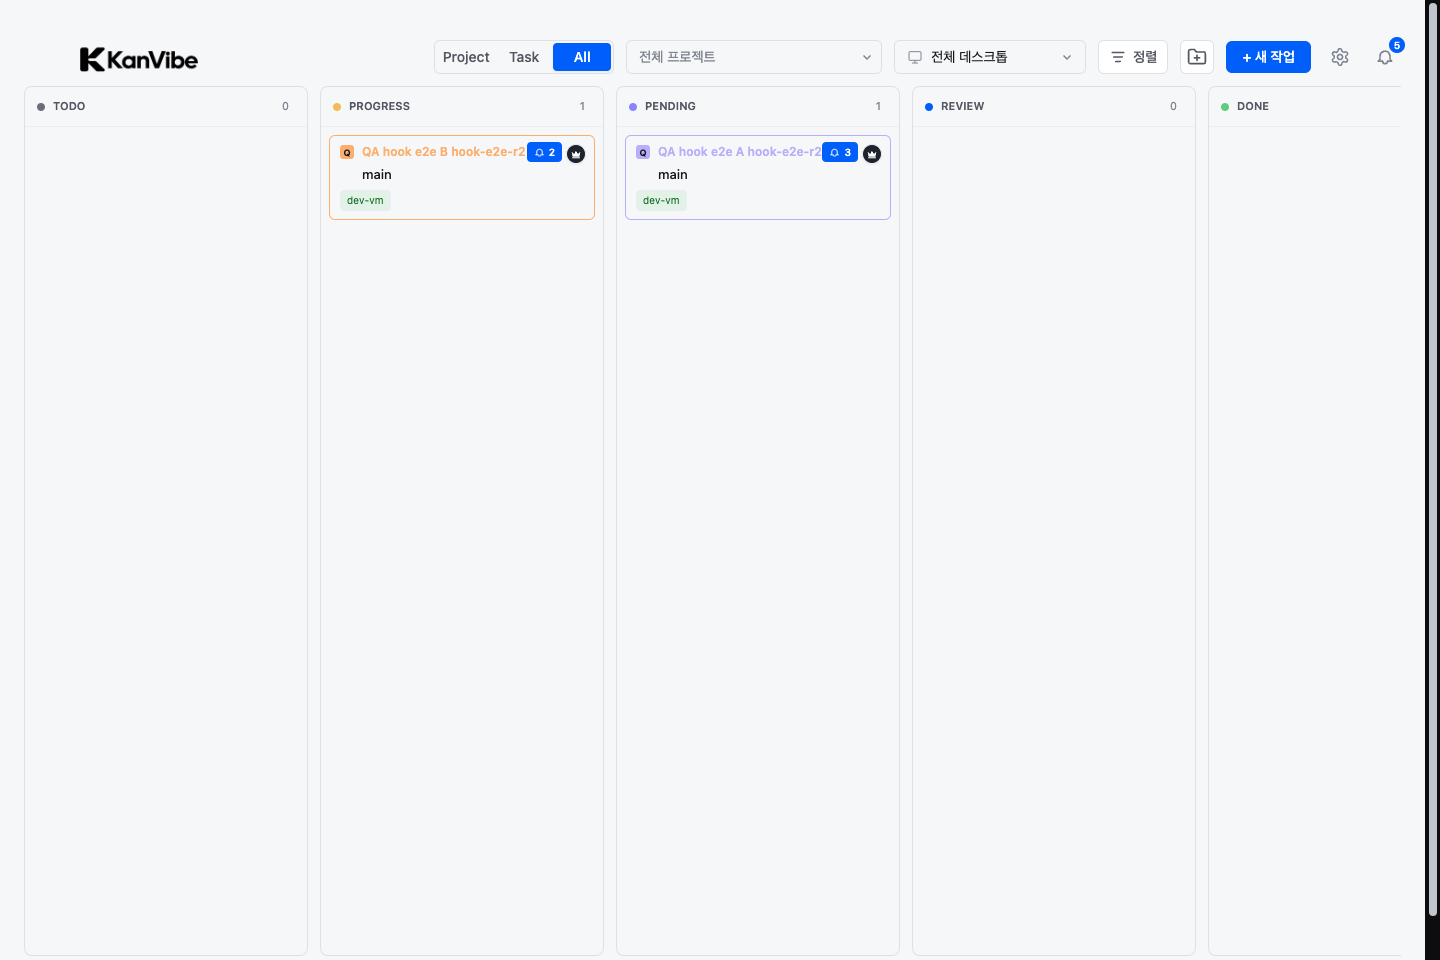 KanVibe
Project Task All
전체 프로젝트
전체 데스크톱
정렬
+ 새 작업
5
TODO 0
PROGRESS 1
PENDING 1
REVIEW 0
DONE
Q QA hook e2e B hook-e2e-r2 2
main
dev-vm
Q QA hook e2e A hook-e2e-r2 3
main
dev-vm